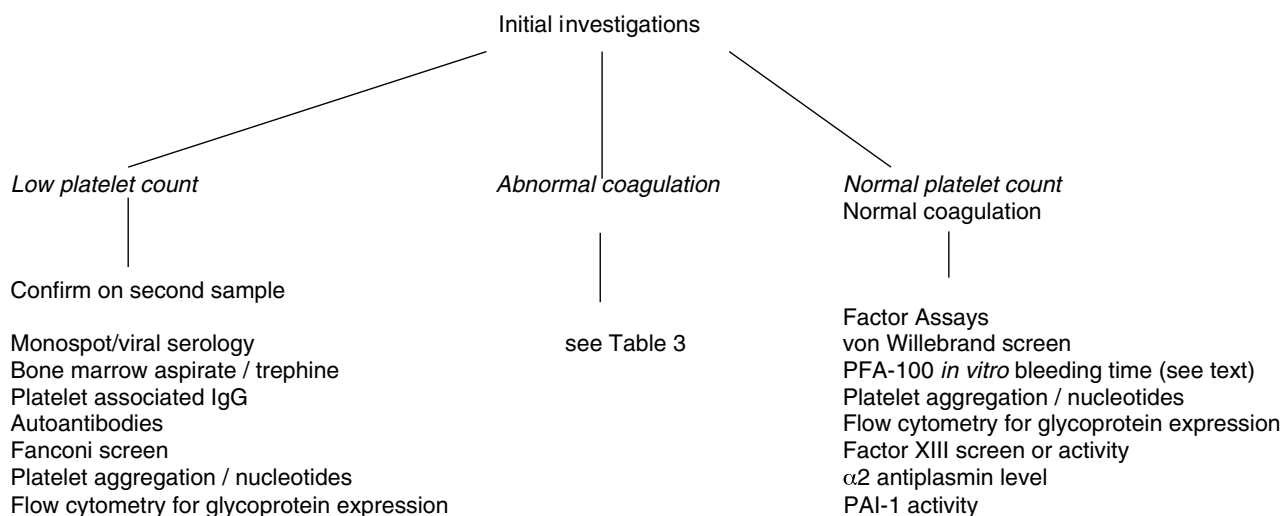 Initial investigations
Low platelet count
Confirm on second sample
Monospot/viral serology
Bone marrow aspirate / trephine
Platelet associated IgG
Autoantibodies
Fanconi screen
Platelet aggregation / nucleotides
Flow cytometry for glycoprotein expression
Abnormal coagulation
see Table 3
Normal platelet count
Normal coagulation
Factor Assays
von Willebrand screen
PFA-100 in vitro bleeding time (see text)
Platelet aggregation / nucleotides
Flow cytometry for glycoprotein expression
Factor XIII screen or activity
α2 antiplasmin level
PAI-1 activity